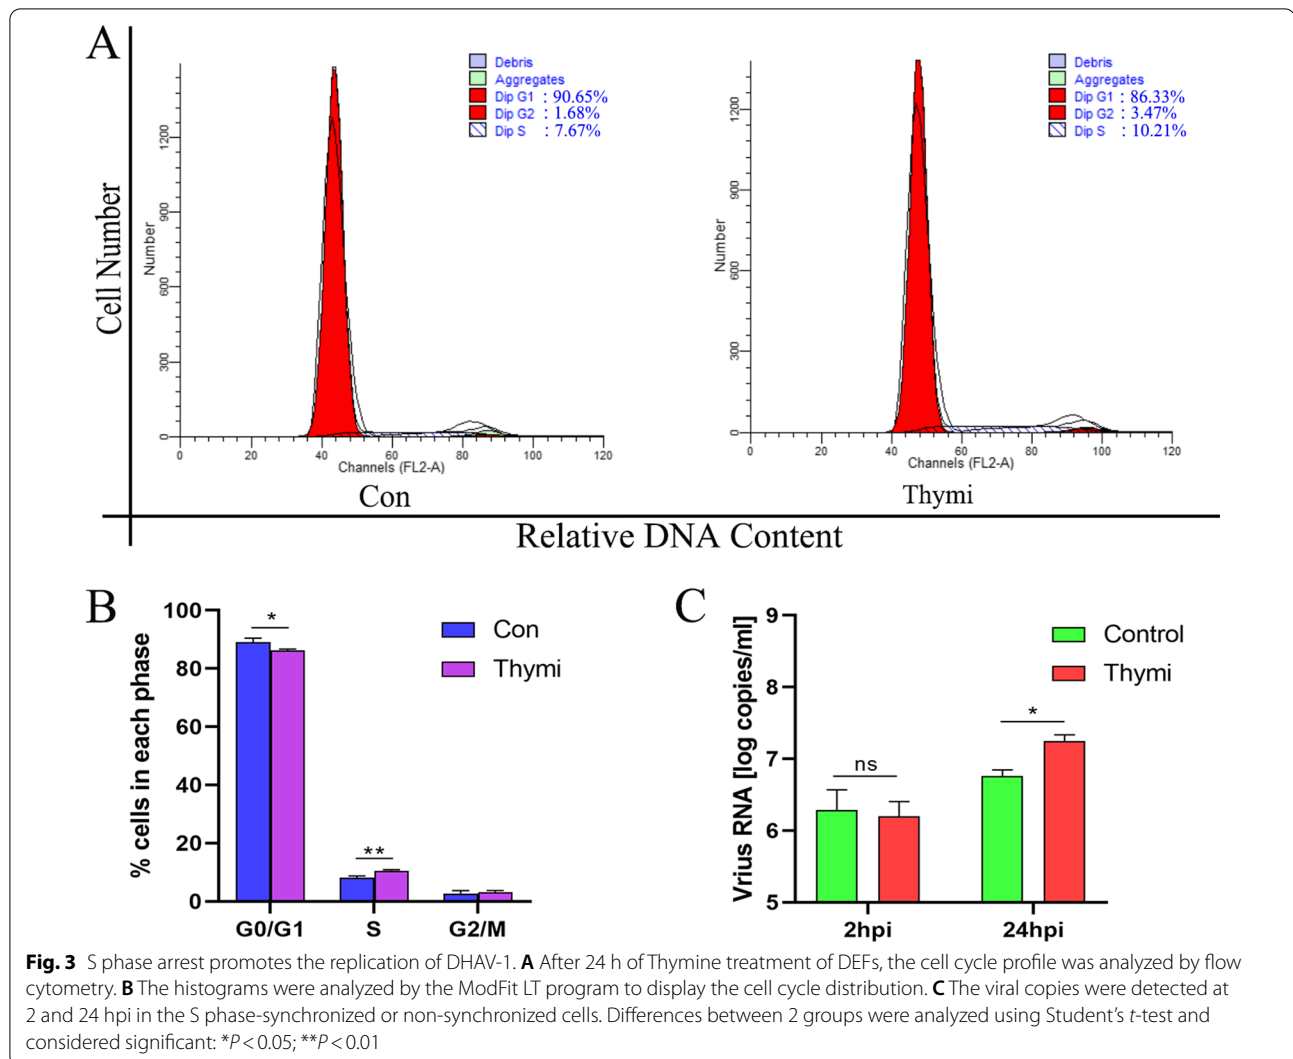 A
Cell Number
Number
1200
900
600
300
0
0 20 40 60 80 100 120
Channels (FL2-A)
Con
Debris
Aggregates
Dip G1 : 90.65%
Dip G2 : 1.68%
Dip S : 7.67%
Number
1200
900
600
300
0
0 20 40 60 80 100 120
Channels (FL2-A)
Thymi
Debris
Aggregates
Dip G1 : 86.33%
Dip G2 : 3.47%
Dip S : 10.21%
Relative DNA Content
B
% cells in each phase
100
80
60
40
20
0
*
**
G0/G1 S G2/M
Con
Thymi
C
Vrius RNA [log copies/ml]
9
8
7
6
5
ns
*
2hpi 24hpi
Control
Thymi
Fig. 3 S phase arrest promotes the replication of DHAV-1. A After 24 h of Thymine treatment of DEFs, the cell cycle profile was analyzed by flow
cytometry. B The histograms were analyzed by the ModFit LT program to display the cell cycle distribution. C The viral copies were detected at
2 and 24 hpi in the S phase-synchronized or non-synchronized cells. Differences between 2 groups were analyzed using Student’s t-test and
considered significant: *P < 0.05; **P < 0.01